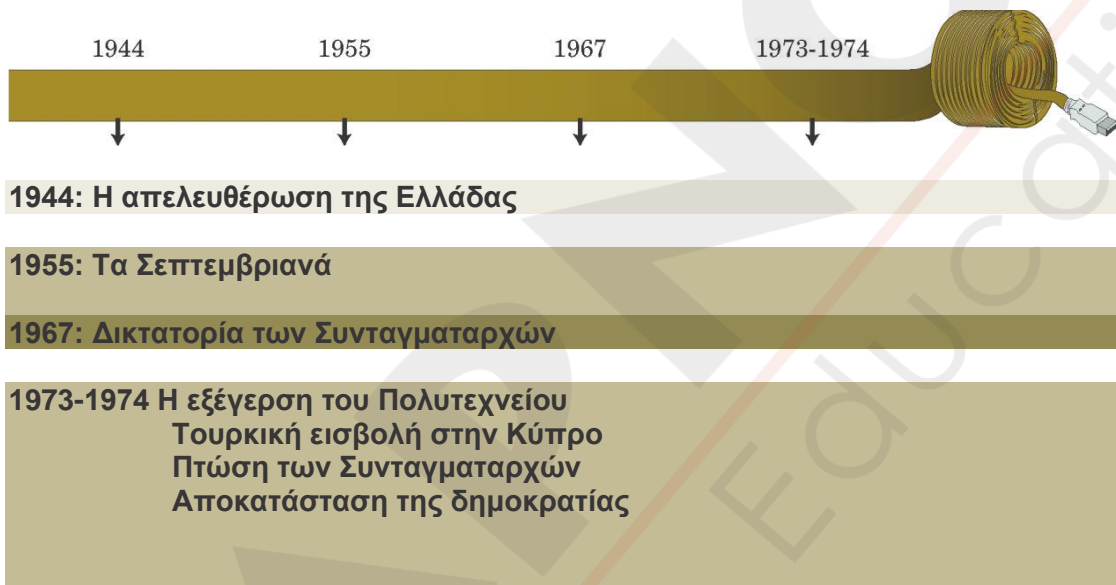 1944 1955 1967 1973-1974
1944: Η απελευθέρωση της Ελλάδας
1955: Τα Σεπτεμβριανά
1967: Δικτατορία των Συνταγματαρχών
1973-1974 Η εξέγερση του Πολυτεχνείου
Τουρκική εισβολή στην Κύπρο
Πτώση των Συνταγματαρχών
Αποκατάσταση της δημοκρατίας